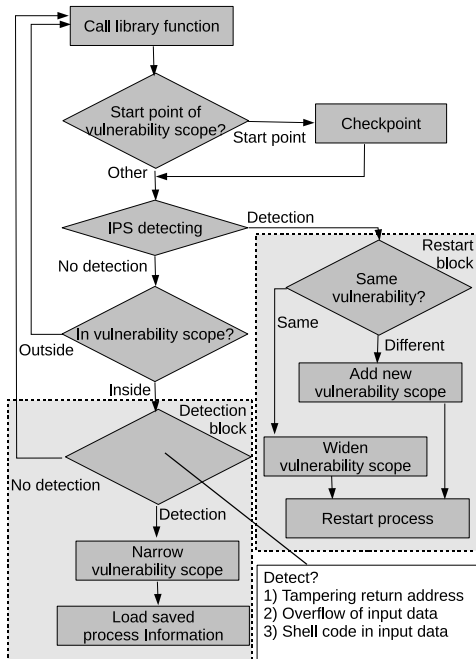 Call library function
Start point of
vulnerability scope?
Start point
Checkpoint
Other
IPS detecting
Detection
No detection
Restart
block
Same
vulnerability?
Same
Different
In vulnerability scope?
Outside
Inside
Add new
vulnerability scope
Detection
block
Widen
vulnerability scope
No detection
Detection
Restart process
Narrow
vulnerability scope
Load saved
process Information
Detect?
1) Tampering return address
2) Overflow of input data
3) Shell code in input data